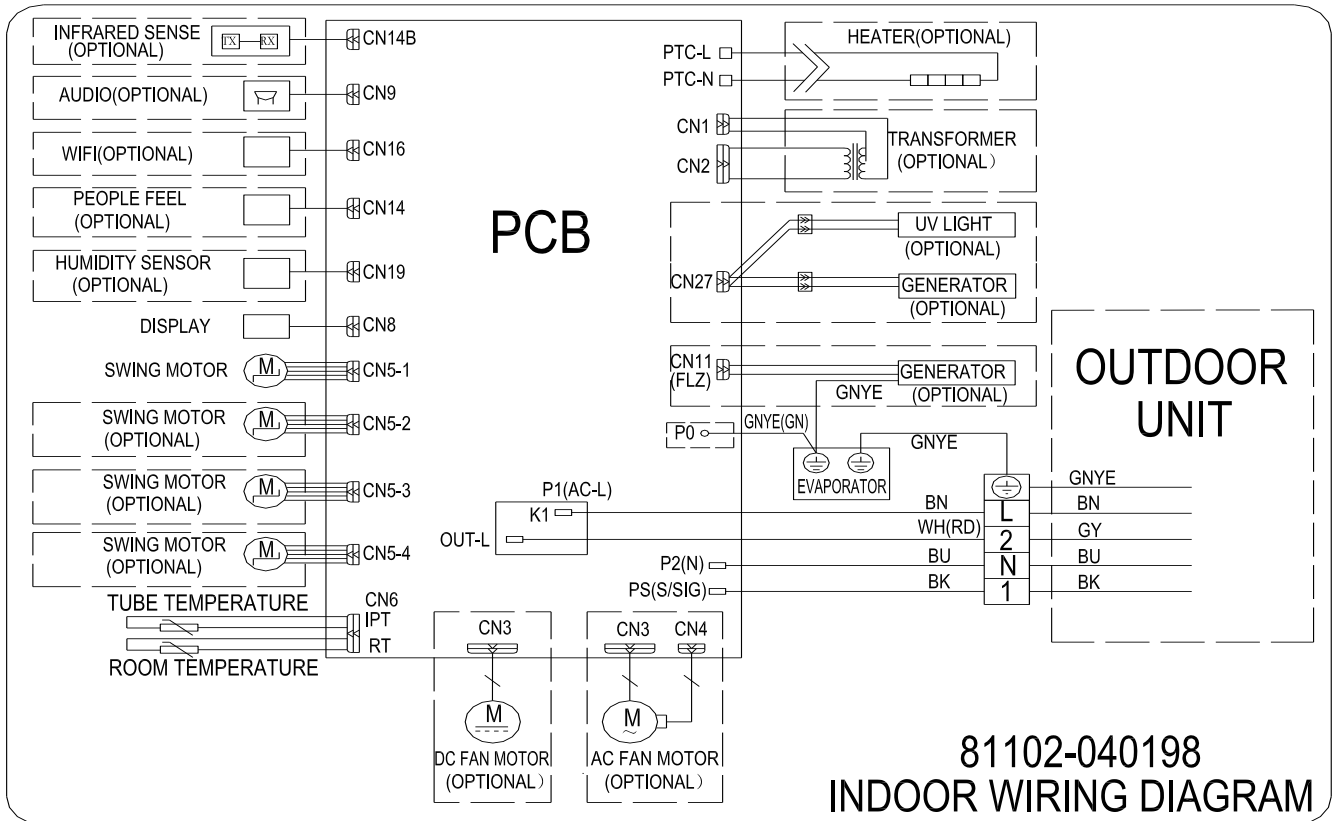 INFRARED SENSE
(OPTIONAL)
TX
RX
CN14B
AUDIO(OPTIONAL)
CN9
WIFI(OPTIONAL)
CN16
PEOPLE FEEL
(OPTIONAL)
CN14
HUMIDITY SENSOR
(OPTIONAL)
CN19
DISPLAY
CN8
SWING MOTOR
M
CN5-1
SWING MOTOR
(OPTIONAL)
M
CN5-2
SWING MOTOR
(OPTIONAL)
M
CN5-3
SWING MOTOR
(OPTIONAL)
M
CN5-4
TUBE TEMPERATURE
CN6
IPT
RT
ROOM TEMPERATURE
PCB
PTC-L
PTC-N
HEATER(OPTIONAL)
CN1
CN2
TRANSFORMER
(OPTIONAL)
CN27
UV LIGHT
(OPTIONAL)
GENERATOR
(OPTIONAL)
CN11
(FLZ)
GENERATOR
(OPTIONAL)
GNYE
P0
GNYE(GN)
GNYE
EVAPORATOR
P1(AC-L)
K1
OUT-L
P2(N)
PS(S/SIG)
BN
WH(RD)
BU
BK
L
2
N
1
GNYE
BN
GY
BU
BK
OUTDOOR
UNIT
CN3
M
DC FAN MOTOR
(OPTIONAL)
CN3
CN4
M
~
AC FAN MOTOR
(OPTIONAL)
81102-040198
INDOOR WIRING DIAGRAM